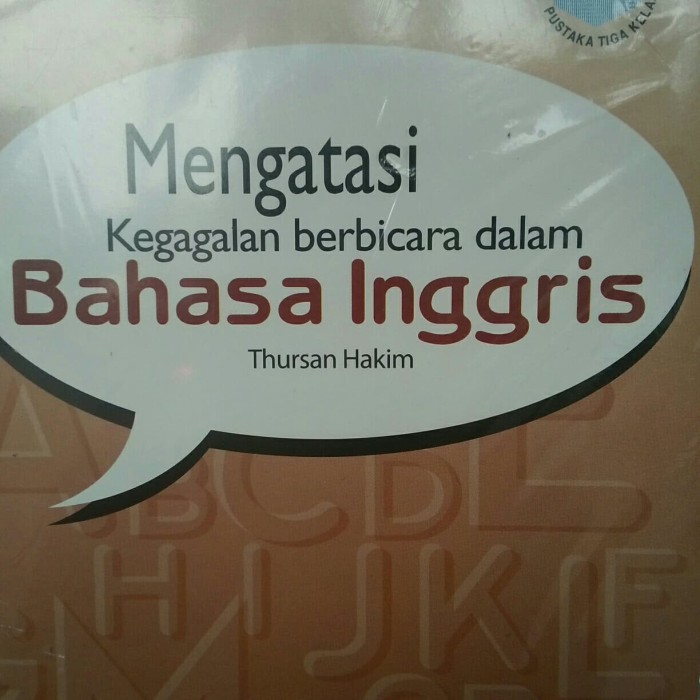 PUSTAKA TIGA
Mengatasi
Kegagalan berbicara dalam
Bahasa Inggris
Thursan Hakim
A B C D E
H I J K F
M